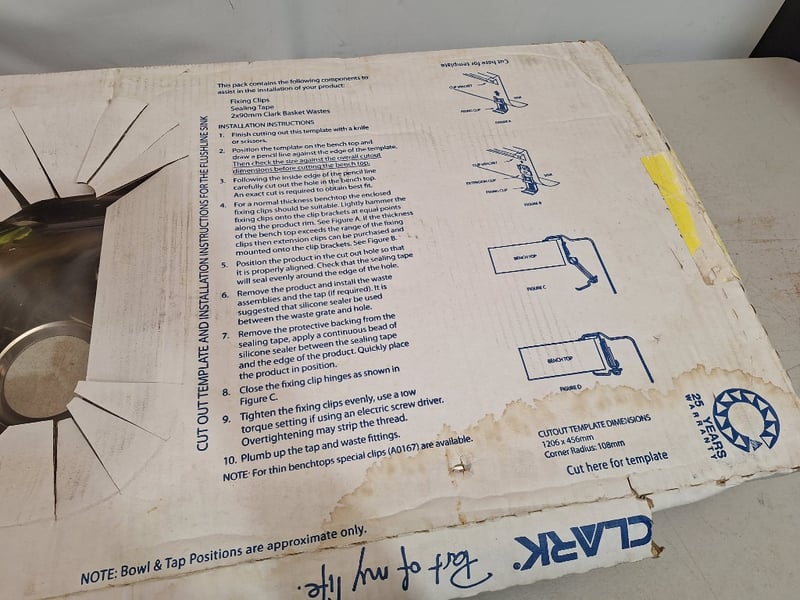 CUT OUT TEMPLATE AND INSTALLATION INSTRUCTIONS FOR THE FLUSHLINE SINK
This pack contains the following components to
assist in the installation of your product:
Fixing Clips
Sealing Tape
2x90mm Clark Basket Wastes
INSTALLATION INSTRUCTIONS
1. Finish cutting out this template with a knife
or scissors.
2. Position the template on the bench top and
draw a pencil line against the edge of the template.
Then check the size against the overall cutout
dimensions before cutting the bench top.
3. Following the inside edge of the pencil line
carefully cut out the hole in the bench top.
An exact cut is required to obtain best fit.
4. For a normal thickness benchtop the enclosed
fixing clips should be suitable. Lightly hammer the
fixing clips onto the clip brackets at equal points
along the product rim. See Figure A. If the thickness
of the bench top exceeds the range of the fixing
clips then extension clips can be purchased and
mounted onto the clip brackets. See Figure B.
5. Position the product in the cut out hole so that
it is properly aligned. Check that the sealing tape
will seal evenly around the edge of the hole.
6. Remove the product and install the waste
assemblies and the tap (if required). It is
suggested that silicone sealer be used
between the waste grate and hole.
7. Remove the protective backing from the
sealing tape, apply a continuous bead of
silicone sealer between the sealing tape
and the edge of the product. Quickly place
the product in position.
8. Close the fixing clip hinges as shown in
Figure C.
9. Tighten the fixing clips evenly, use a low
torque setting if using an electric screw driver.
Overtightening may strip the thread.
10. Plumb up the tap and waste fittings.
NOTE: For thin benchtops special clips (A0167) are available.
Cut here for template
CLIP BRACKET
SINK
FIXING CLIP
FIGURE A
CLIP BRACKET
EXTENSION CLIP
SINK
FIXING CLIP
FIGURE B
BENCH TOP
FIGURE C
BENCH TOP
FIGURE D
CUTOUT TEMPLATE DIMENSIONS
1206 x 456mm
Corner Radius: 108mm
Cut here for template
25 YEARS
WARRANTY
NOTE: Bowl & Tap Positions are approximate only.
CLARK
Part of my life.